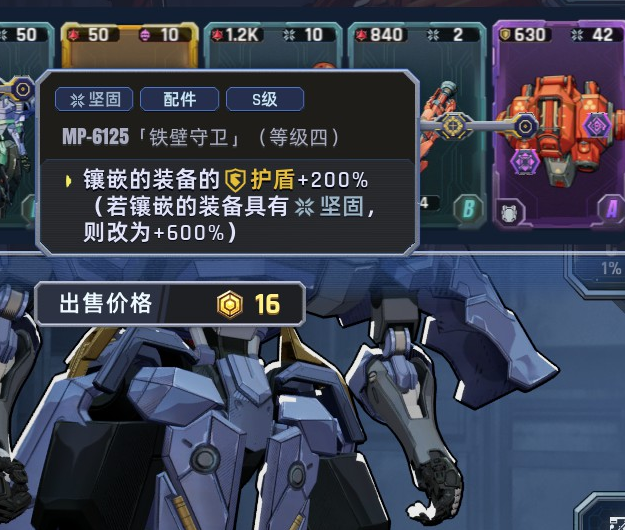 50
50 10
1.2K 10
840 2
630 42
坚固 配件 S级
MP-6125「铁壁守卫」（等级四）
镶嵌的装备的护盾+200%
（若镶嵌的装备具有坚固，
则改为+600%）
4
B
A
1%
出售价格 16